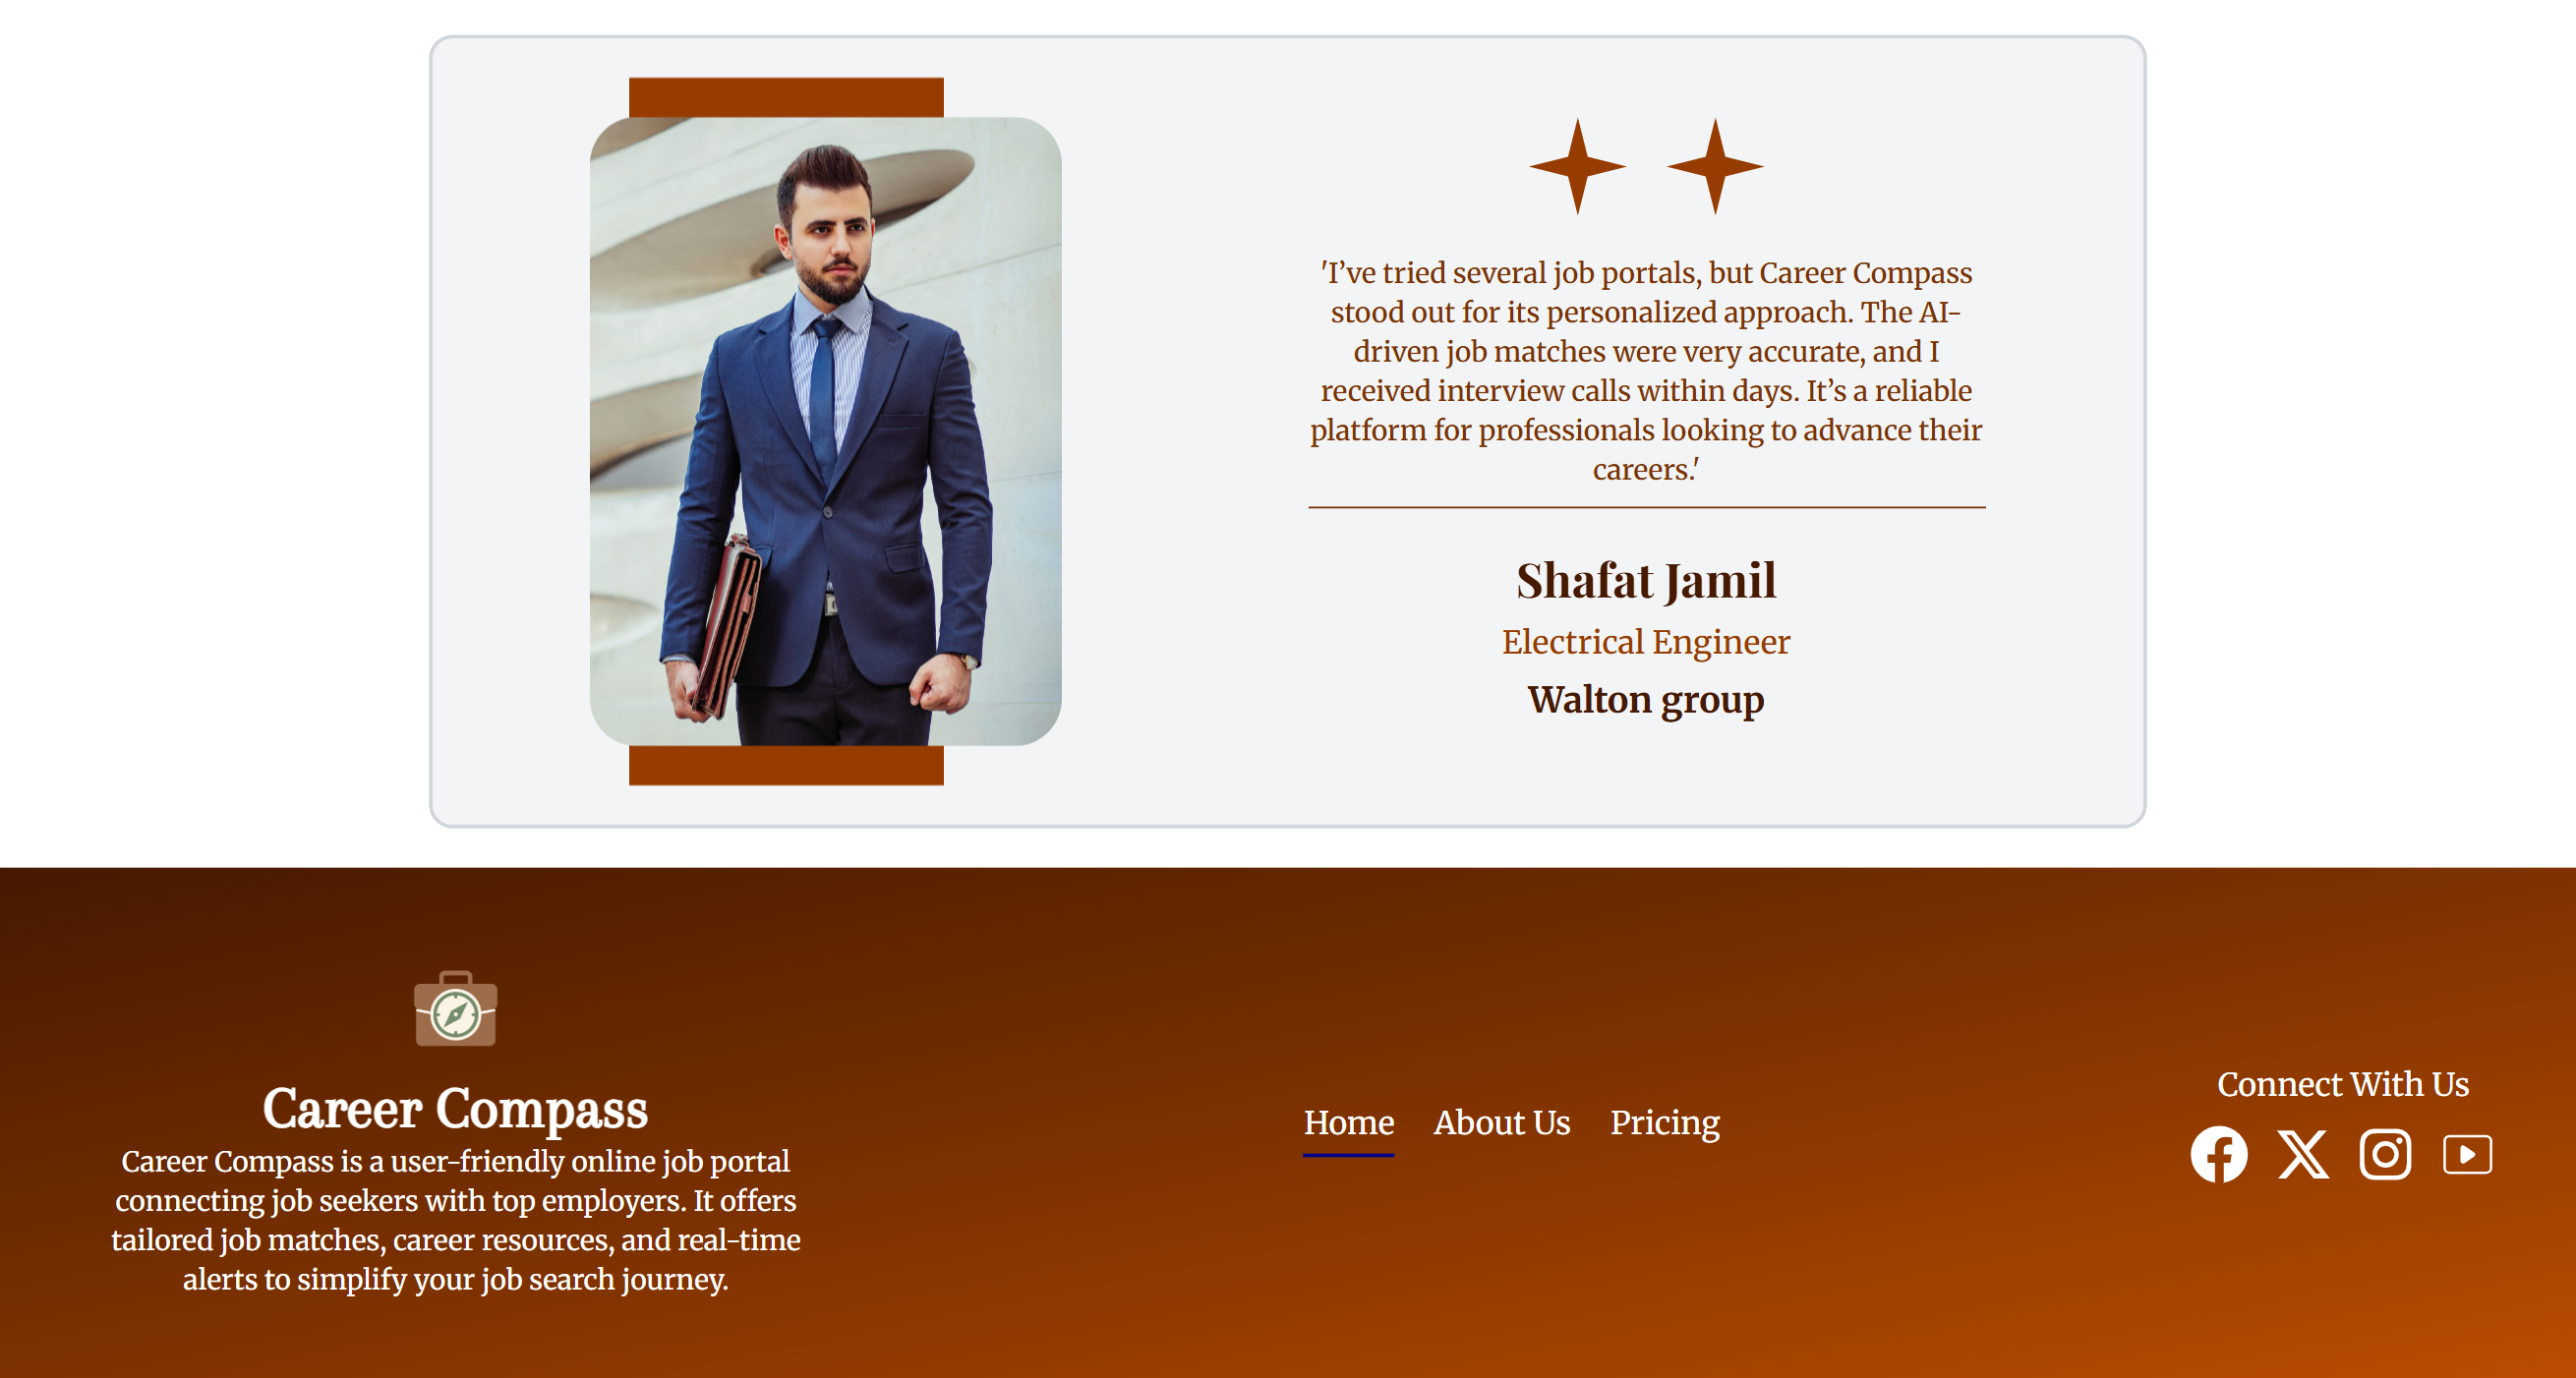 'I’ve tried several job portals, but Career Compass
stood out for its personalized approach. The AI-
driven job matches were very accurate, and I
received interview calls within days. It’s a reliable
platform for professionals looking to advance their
careers.'
Shafat Jamil
Electrical Engineer
Walton group
Career Compass
Career Compass is a user-friendly online job portal
connecting job seekers with top employers. It offers
tailored job matches, career resources, and real-time
alerts to simplify your job search journey.
Home About Us Pricing
Connect With Us